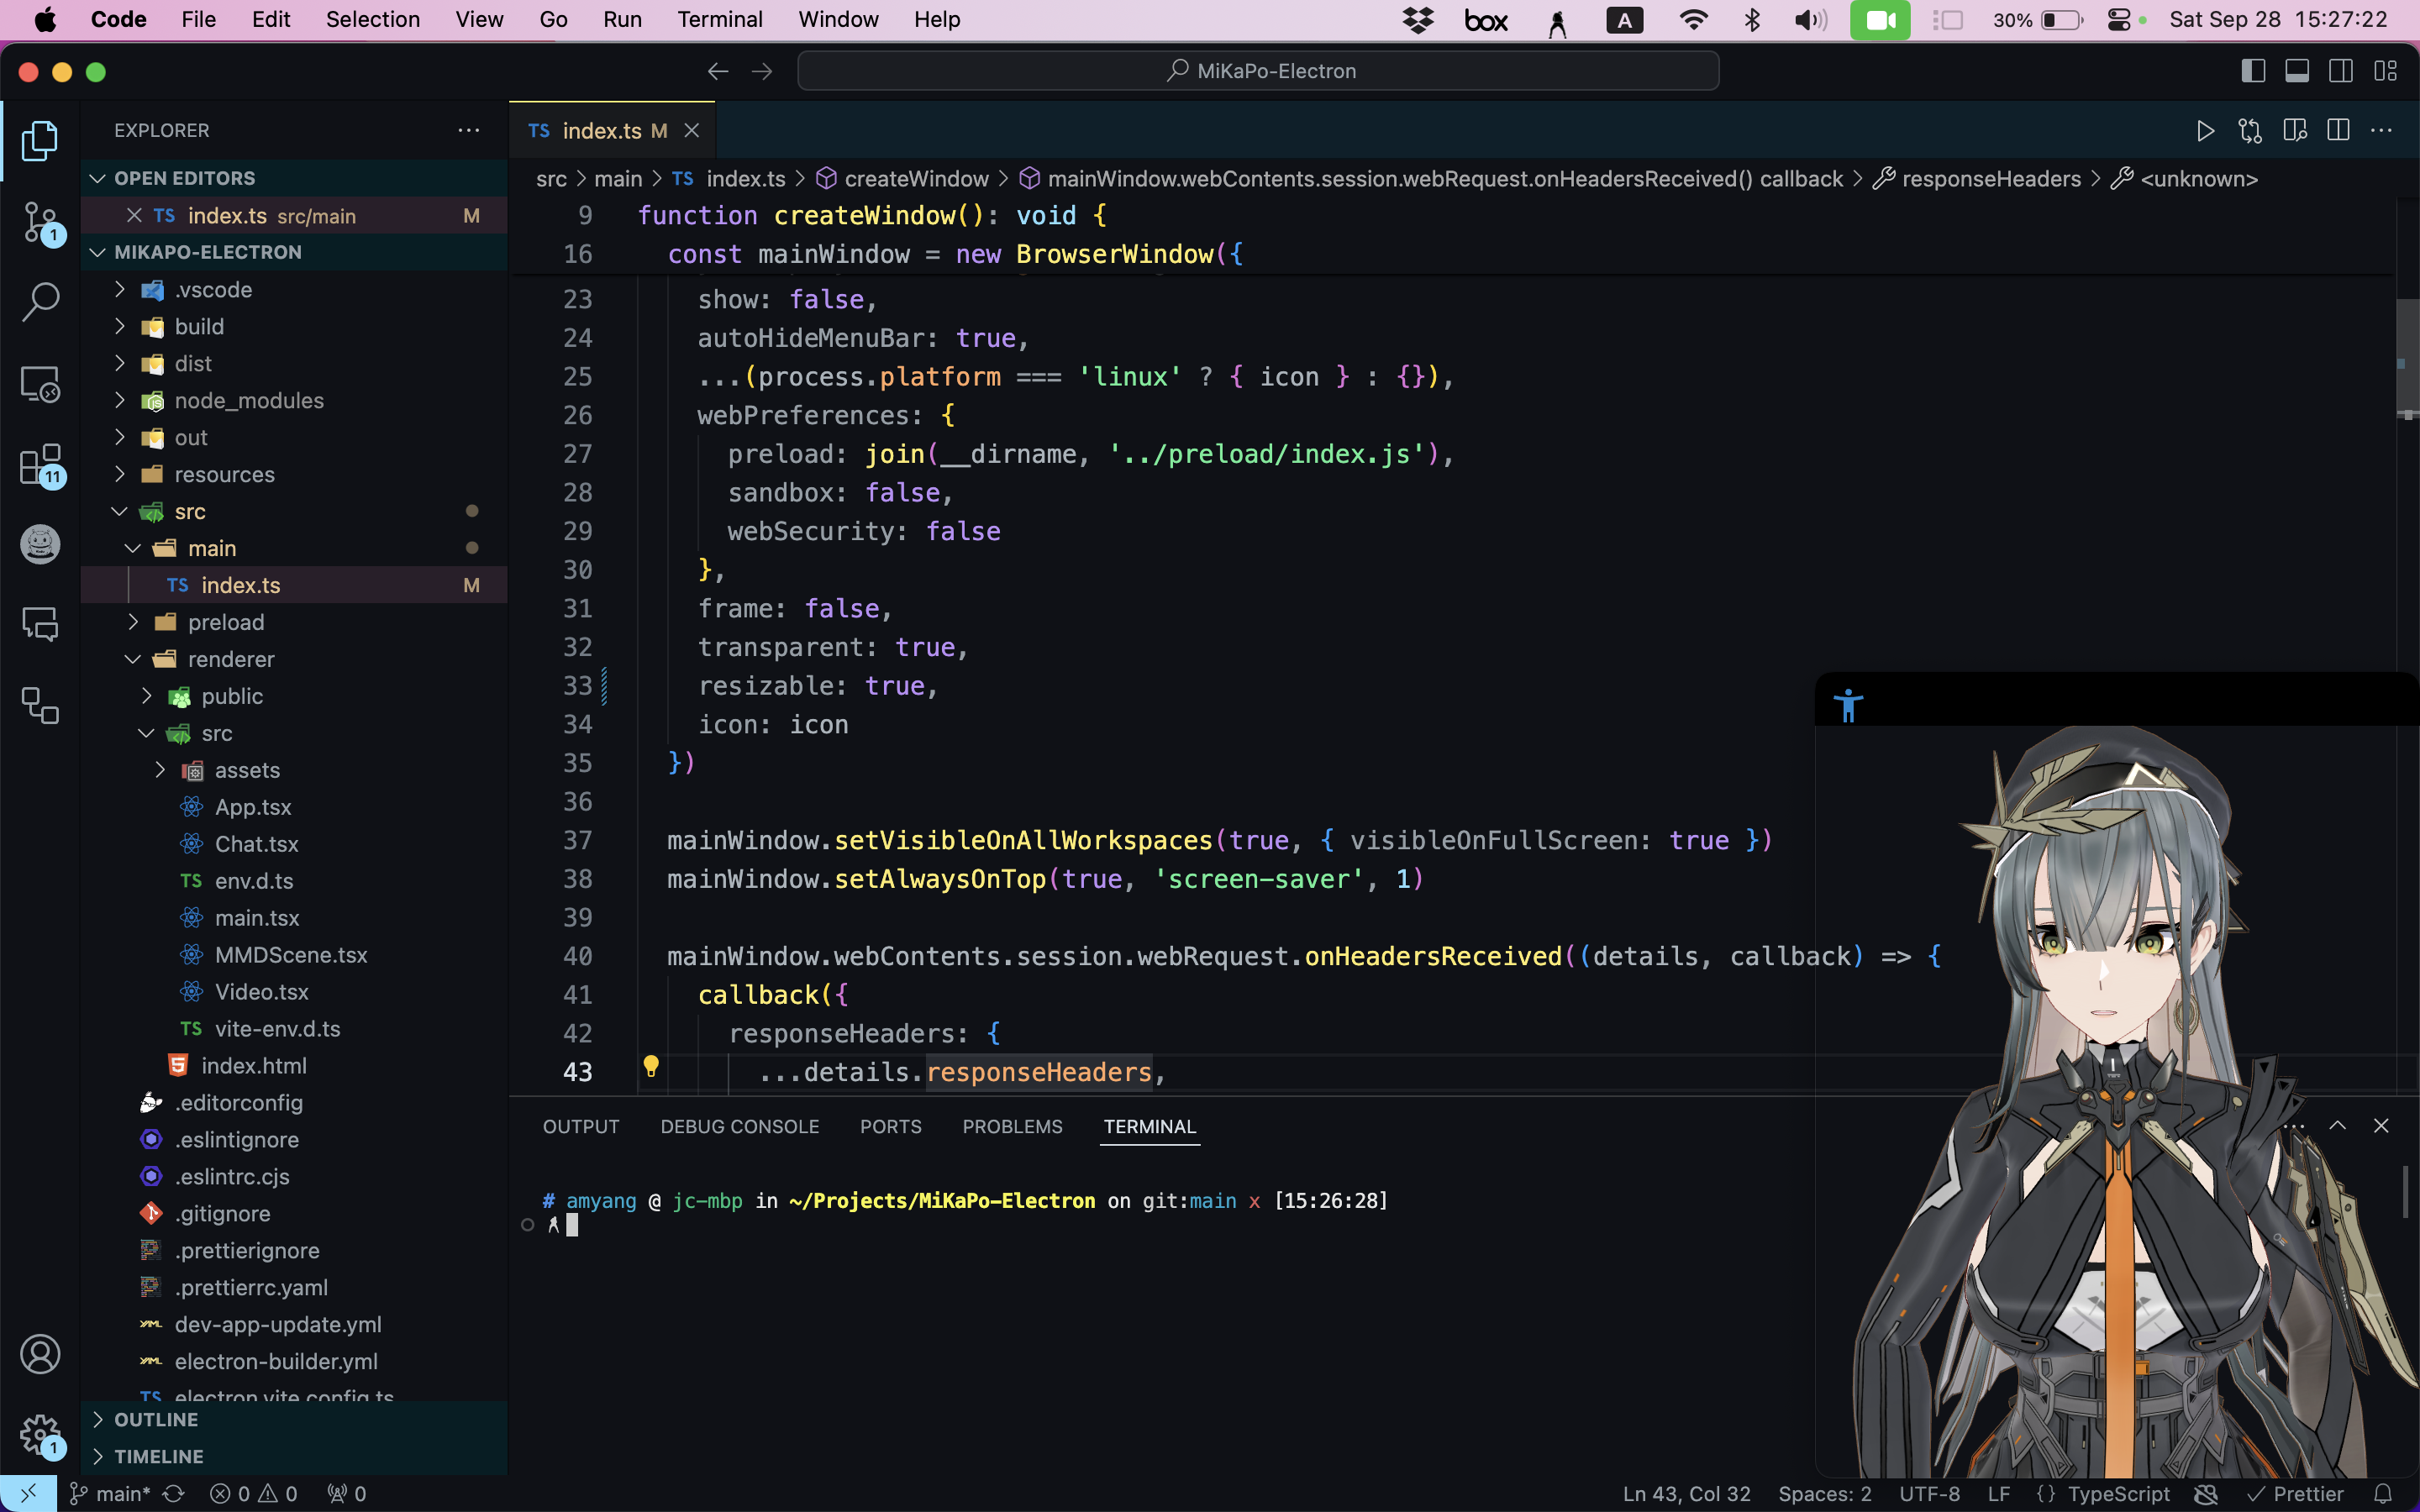 Code File Edit Selection View Go Run Terminal Window Help box A 30% Sat Sep 28 15:27:22
MiKaPo-Electron
EXPLORER
OPEN EDITORS
TS index.ts src/main M
MIKAPO-ELECTRON
.vscode
build
dist
node_modules
out
resources
src
main
TS index.ts M
preload
renderer
public
src
assets
App.tsx
Chat.tsx
TS env.d.ts
main.tsx
MMDScene.tsx
Video.tsx
TS vite-env.d.ts
index.html
.editorconfig
.eslintignore
.eslintrc.cjs
.gitignore
.prettierignore
.prettierrc.yaml
dev-app-update.yml
electron-builder.yml
TS electron.vite.config.ts
OUTLINE
TIMELINE
1
11
1
TS index.ts M
src > main > TS index.ts > createWindow > mainWindow.webContents.session.webRequest.onHeadersReceived() callback > responseHeaders > <unknown>
9 function createWindow(): void {
16 const mainWindow = new BrowserWindow({
23 show: false,
24 autoHideMenuBar: true,
25 ...(process.platform === 'linux' ? { icon } : {}),
26 webPreferences: {
27 preload: join(__dirname, '../preload/index.js'),
28 sandbox: false,
29 webSecurity: false
30 },
31 frame: false,
32 transparent: true,
33 resizable: true,
34 icon: icon
35 })
36
37 mainWindow.setVisibleOnAllWorkspaces(true, { visibleOnFullScreen: true })
38 mainWindow.setAlwaysOnTop(true, 'screen-saver', 1)
39
40 mainWindow.webContents.session.webRequest.onHeadersReceived((details, callback) => {
41 callback({
42 responseHeaders: {
43 ...details.responseHeaders,
OUTPUT DEBUG CONSOLE PORTS PROBLEMS TERMINAL
# amyang @ jc-mbp in ~/Projects/MiKaPo-Electron on git:main x [15:26:28]
main* 0 0 0 Ln 43, Col 32 Spaces: 2 UTF-8 LF {} TypeScript Prettier